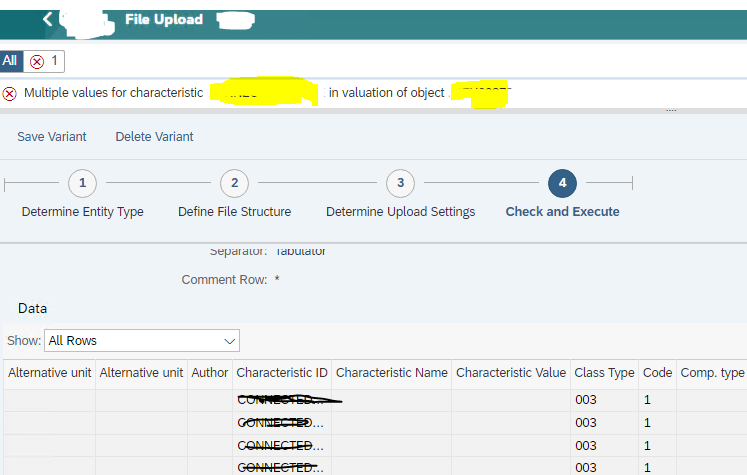 File Upload
All 1
Multiple values for characteristic in valuation of object
Save Variant Delete Variant
1 2 3 4
Determine Entity Type Define File Structure Determine Upload Settings Check and Execute
Separator: Tabulator
Comment Row: *
Data
Show: All Rows
Alternative unit Alternative unit Author Characteristic ID Characteristic Name Characteristic Value Class Type Code Comp. type
CONNECTED... 003 1
CONNECTED... 003 1
CONNECTED... 003 1
CONNECTED... 003 1